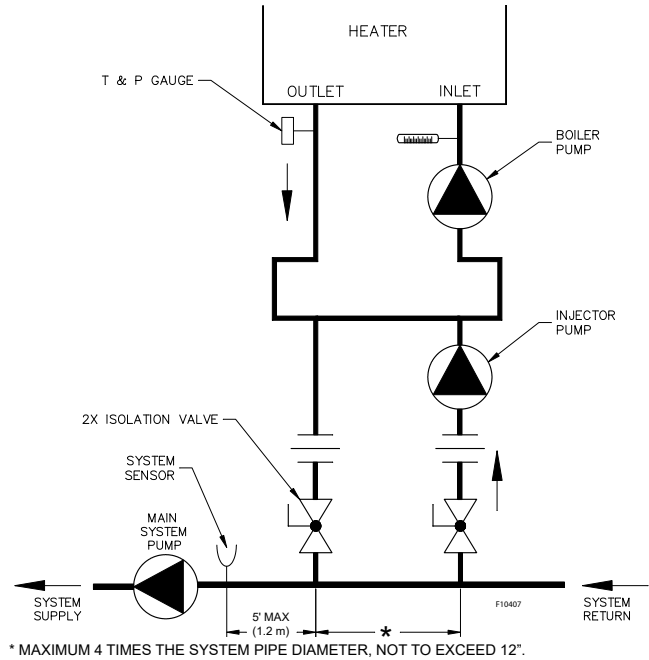 HEATER
T & P GAUGE
OUTLET
INLET
BOILER
PUMP
INJECTOR
PUMP
2X ISOLATION VALVE
SYSTEM
SENSOR
MAIN
SYSTEM
PUMP
SYSTEM
SUPPLY
5' MAX
(1.2 m)
*
F10407
SYSTEM
RETURN
* MAXIMUM 4 TIMES THE SYSTEM PIPE DIAMETER, NOT TO EXCEED 12”.